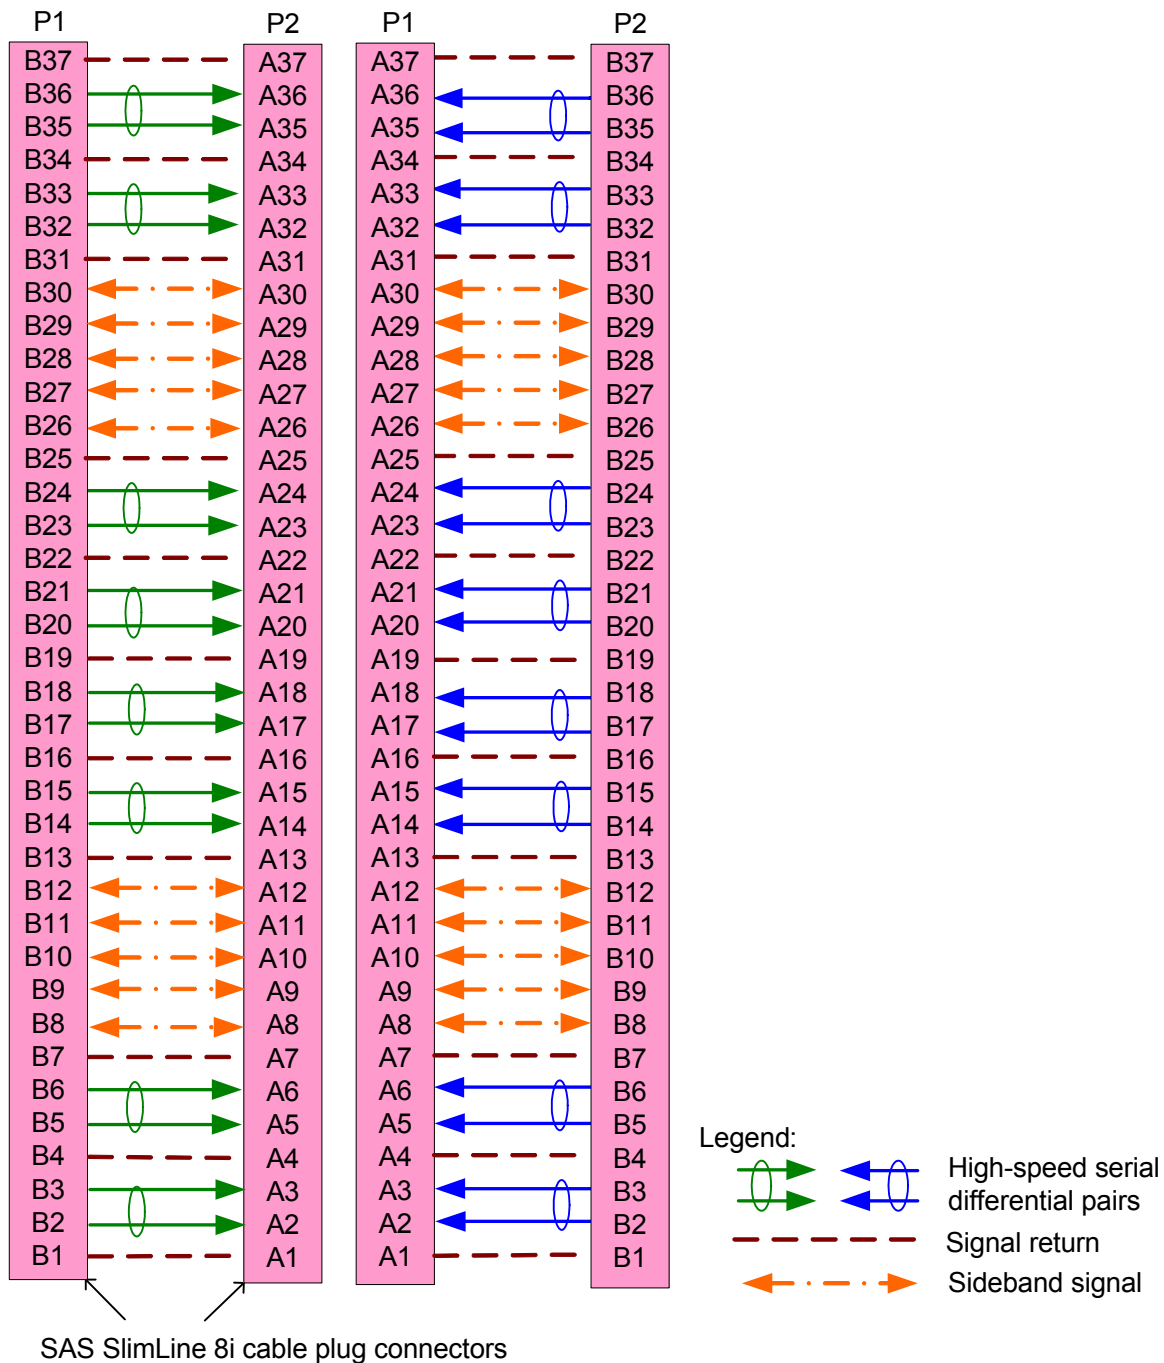 P1 P2 P1 P2
B37 A37 A37 B37
B36 A36 A36 B36
B35 A35 A35 B35
B34 A34 A34 B34
B33 A33 A33 B33
B32 A32 A32 B32
B31 A31 A31 B31
B30 A30 A30 B30
B29 A29 A29 B29
B28 A28 A28 B28
B27 A27 A27 B27
B26 A26 A26 B26
B25 A25 A25 B25
B24 A24 A24 B24
B23 A23 A23 B23
B22 A22 A22 B22
B21 A21 A21 B21
B20 A20 A20 B20
B19 A19 A19 B19
B18 A18 A18 B18
B17 A17 A17 B17
B16 A16 A16 B16
B15 A15 A15 B15
B14 A14 A14 B14
B13 A13 A13 B13
B12 A12 A12 B12
B11 A11 A11 B11
B10 A10 A10 B10
B9 A9 A9 B9
B8 A8 A8 B8
B7 A7 A7 B7
B6 A6 A6 B6
B5 A5 A5 B5
B4 A4 A4 B4
B3 A3 A3 B3
B2 A2 A2 B2
B1 A1 A1 B1
Legend:
High-speed serial
differential pairs
Signal return
Sideband signal
SAS SlimLine 8i cable plug connectors